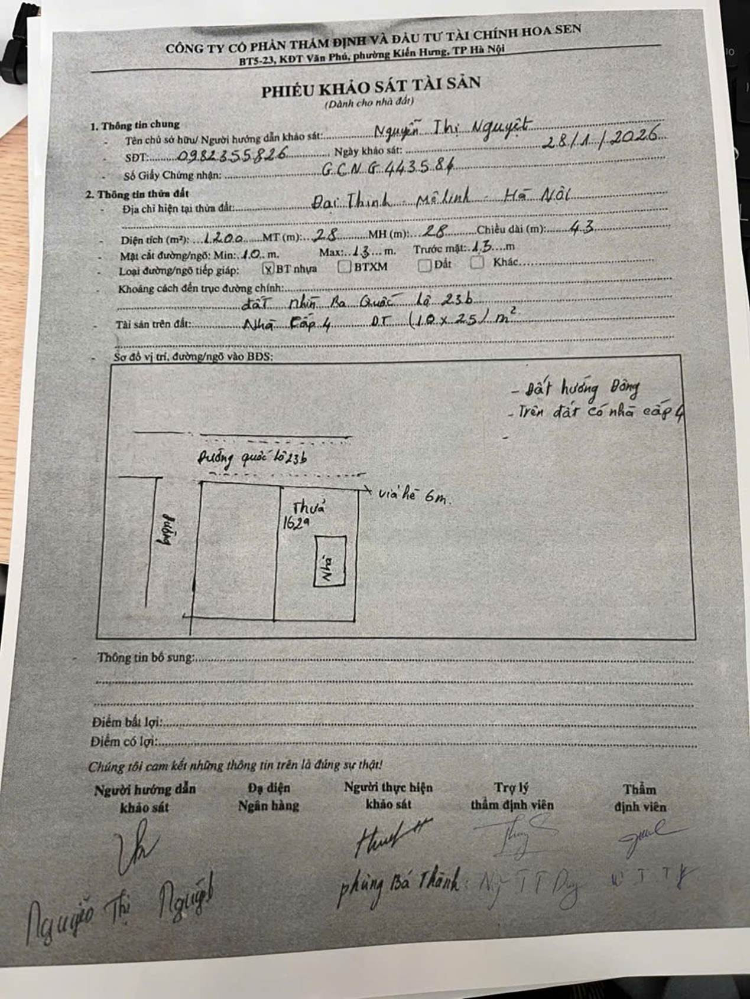 CÔNG TY CỔ PHẦN THẨM ĐỊNH VÀ ĐẦU TƯ TÀI CHÍNH HOA SEN
BT5-23, KĐT Văn Phú, phường Kiến Hưng, TP Hà Nội
PHIẾU KHẢO SÁT TÀI SẢN
(Dành cho nhà đất)
1. Thông tin chung
- Tên chủ sở hữu/ Người hướng dẫn khảo sát: Nguyễn Thị Nguyệt
- SĐT: 0982355826 Ngày khảo sát: 28/1/2026
- Số Giấy Chứng nhận: GCN G 443584
2. Thông tin thửa đất
- Địa chỉ hiện tại thửa đất: Đại Thịnh - Mê Linh - Hà Nội
- Diện tích (m²): 1200 MT (m): 28 MH (m): 28 Chiều dài (m): 43
- Mặt cắt đường/ngõ: Min: 10 m. Max: 13 m. Trước mặt: 13 m
- Loại đường/ngõ tiếp giáp: x BT nhựa BTXM Đất Khác
- Khoảng cách đến trục đường chính:
đất nhìn Ra Quốc lộ 23b
- Tài sản trên đất: Nhà Cấp 4 DT (10 x 25) m²
- Sơ đồ vị trí, đường/ngõ vào BĐS:
- Đất hướng Đông
- Trên đất có nhà cấp 4
-
Đường quốc lộ 23b
vỉa hè 6m.
Thửa
162a
Đường
Nhà
- Thông tin bổ sung:
Điểm bất lợi:
Điểm có lợi:
Chúng tôi cam kết những thông tin trên là đúng sự thật!
Người hướng dẫn khảo sát
Đạ diện Ngân hàng
Người thực hiện khảo sát
Trợ lý thẩm định viên
Thẩm định viên
Nguyễn Thị Nguyệt
Phùng Bá Thành